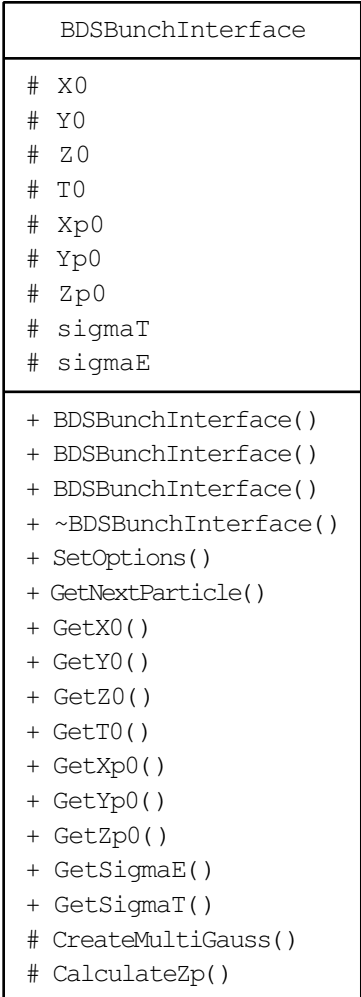 BDSBunchInterface
# X0
# Y0
# Z0
# T0
# Xp0
# Yp0
# Zp0
# sigmaT
# sigmaE
+ BDSBunchInterface()
+ BDSBunchInterface()
+ BDSBunchInterface()
+ ~BDSBunchInterface()
+ SetOptions()
+ GetNextParticle()
+ GetX0()
+ GetY0()
+ GetZ0()
+ GetT0()
+ GetXp0()
+ GetYp0()
+ GetZp0()
+ GetSigmaE()
+ GetSigmaT()
# CreateMultiGauss()
# CalculateZp()